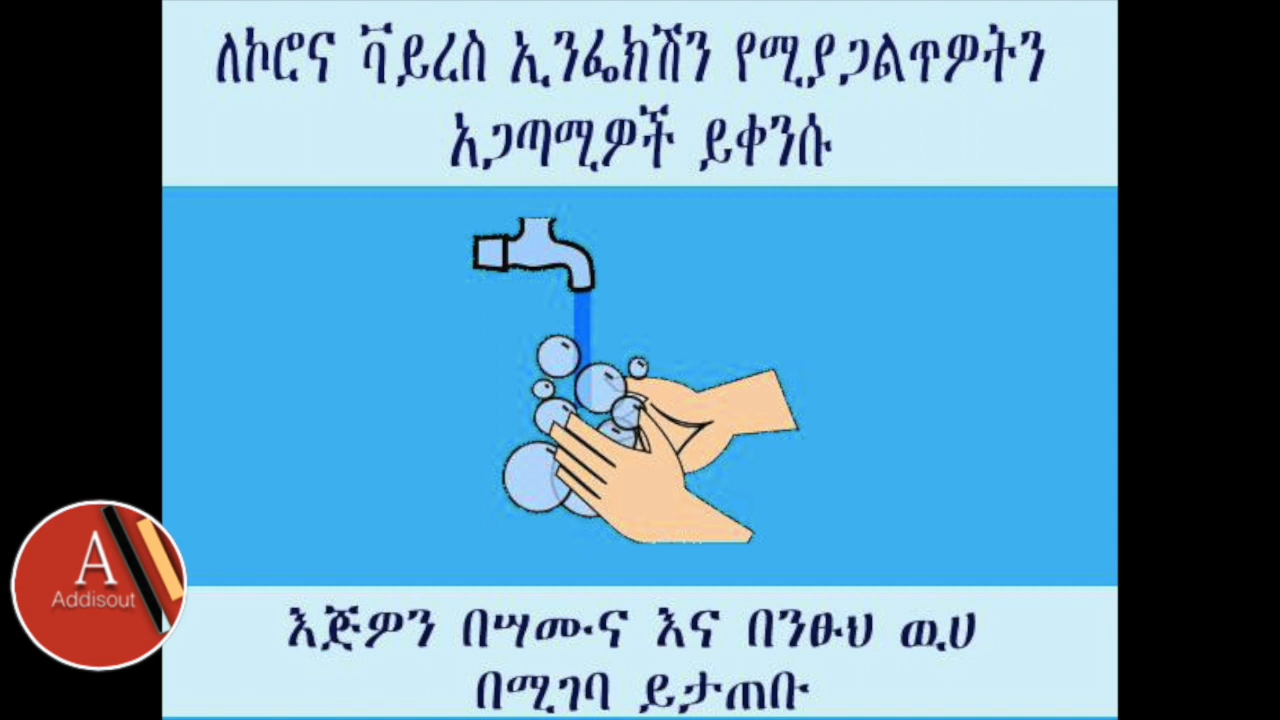 ለኮሮና ቫይረስ ኢንፌክሽን የሚያጋልጥዎትን
አጋጣሚዎች ይቀንሱ
A
Addisout
እጅዎን በሣሙና እና በንፁህ ዉሀ
በሚገባ ይታጠቡ